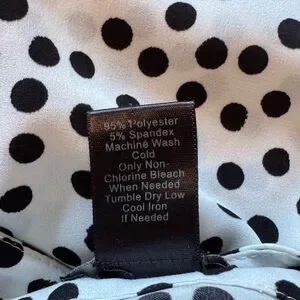 95% Polyester
5% Spandex
Machine Wash
Cold
Only Non-
Chlorine Bleach
When Needed
Tumble Dry Low
Cool Iron
If Needed